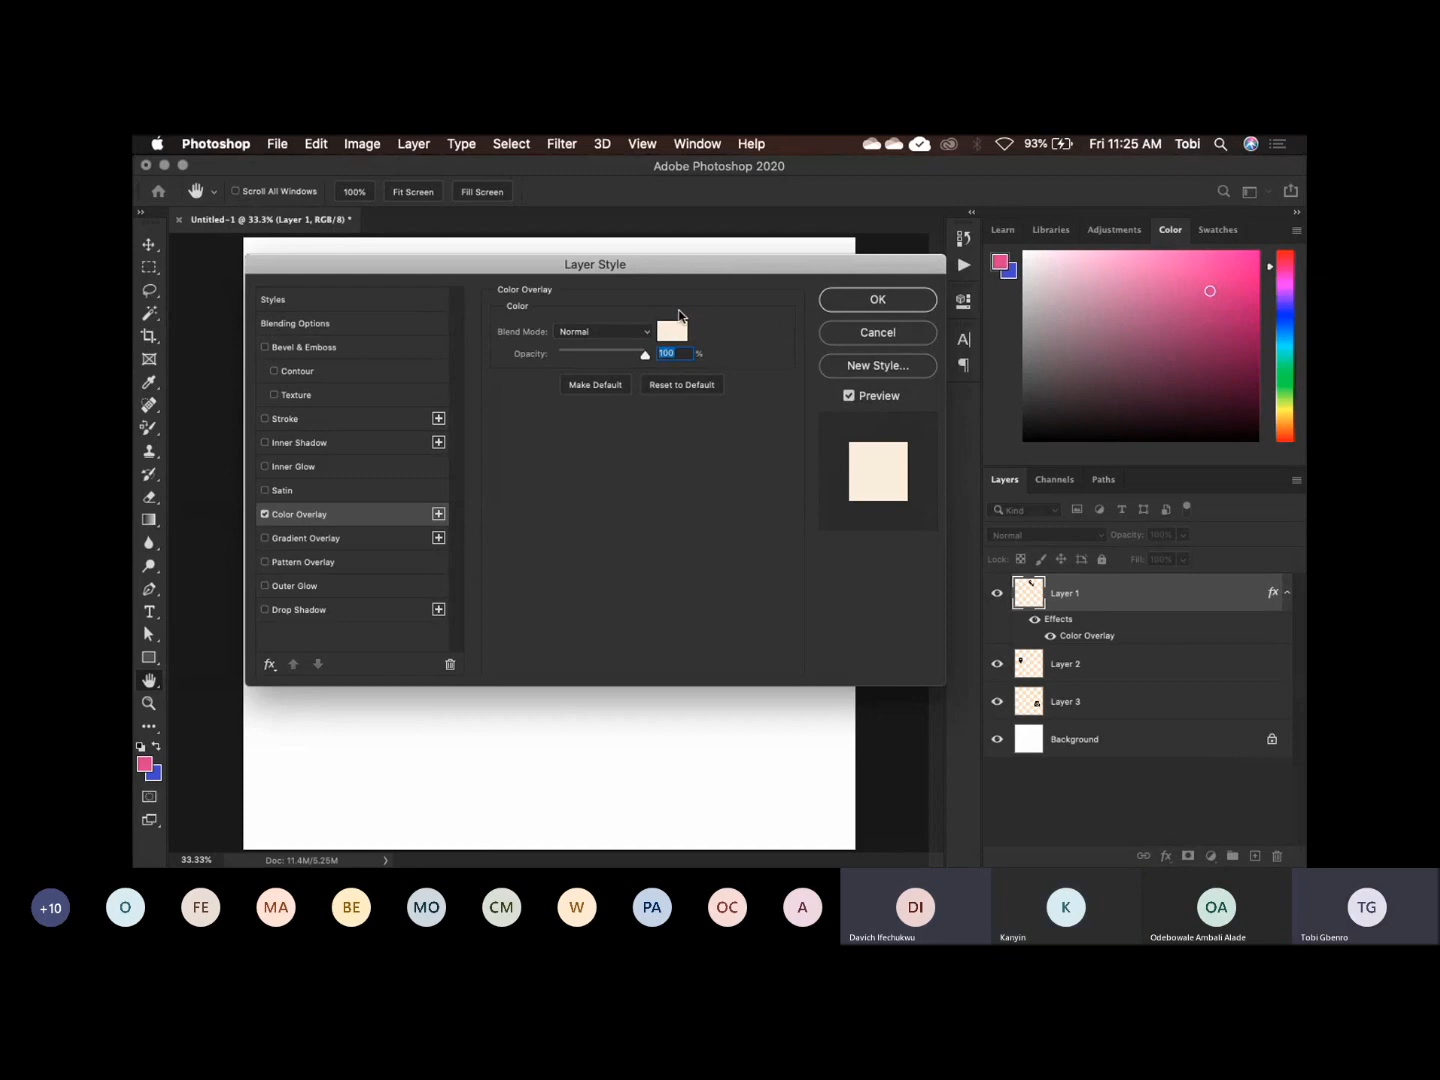 Photoshop File Edit Image Layer Type Select Filter 3D View Window Help 93% Fri 11:25 AM Tobi
Adobe Photoshop 2020
Scroll All Windows 100% Fit Screen Fill Screen
Untitled-1 @ 33.3% (Layer 1, RGB/8) *
Learn Libraries Adjustments Color Swatches
Layer Style
Styles
Blending Options
Bevel & Emboss
Contour
Texture
Stroke
Inner Shadow
Inner Glow
Satin
Color Overlay
Gradient Overlay
Pattern Overlay
Outer Glow
Drop Shadow
fx
Color Overlay
Color
Blend Mode: Normal
Opacity: 100 %
Make Default Reset to Default
OK
Cancel
New Style...
Preview
Layers Channels Paths
Kind
Normal Opacity: 100%
Lock: Fill: 100%
Layer 1 fx
Effects
Color Overlay
Layer 2
Layer 3
Background
fx
33.33% Doc: 11.4M/5.25M
+10 O FE MA BE MO CM W PA OC A DI K OA TG
Davich Ifechukwu Kanyin Odebowale Ambali Alade Tobi Gbenro